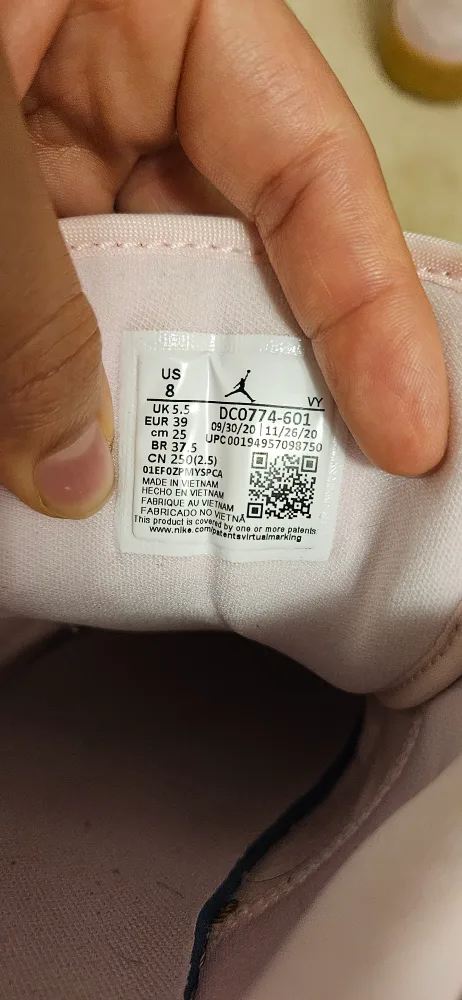 US
8
VY
UK 5.5
EUR 39
cm 25
BR 37.5
CN 250(2.5)
DC0774-601
09/30/20 11/26/20
UPC00194957098750
01EF0ZPMYSPCA
MADE IN VIETNAM
HECHO EN VIETNAM
FABRIQUE AU VIETNAM
FABRICADO NO VIETNÃ
This product is covered by one or more patents.
www.nike.com/patentsvirtualmarking